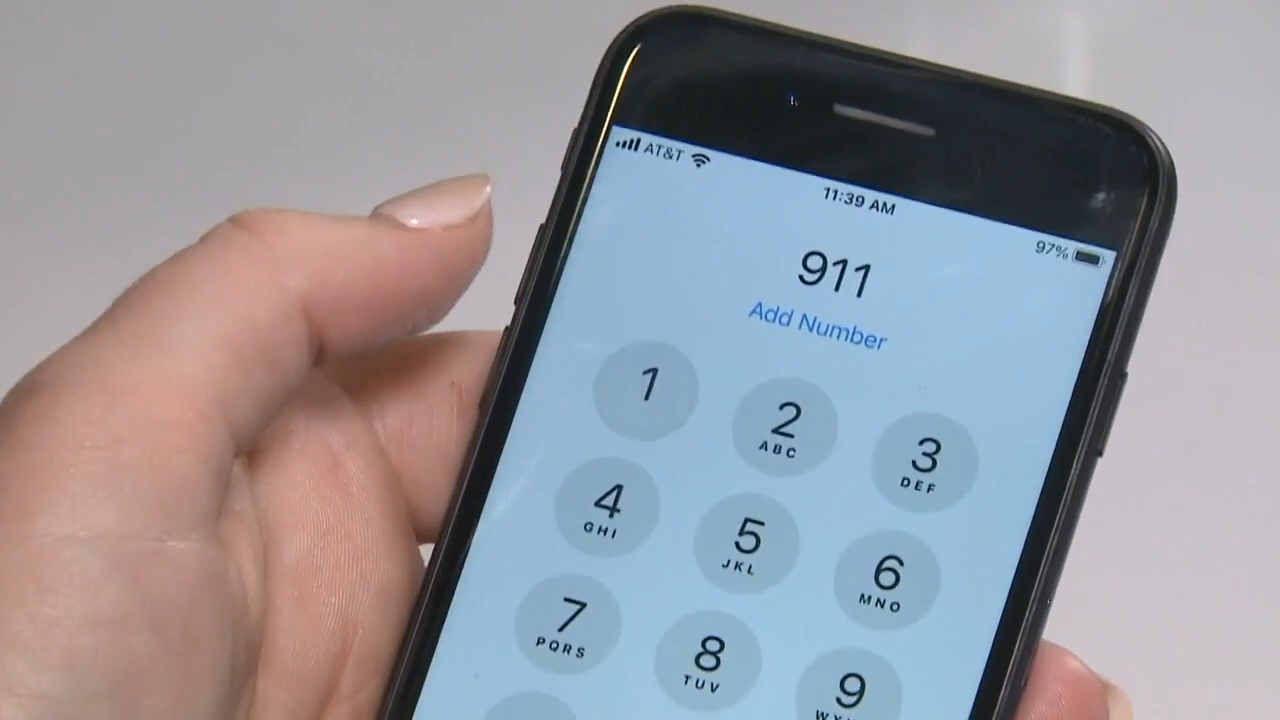 AT&T
11:39 AM
97%
911
Add Number
1 2 3
ABC DEF
4 5 6
GHI JKL MNO
7 8 9
PQRS TUV